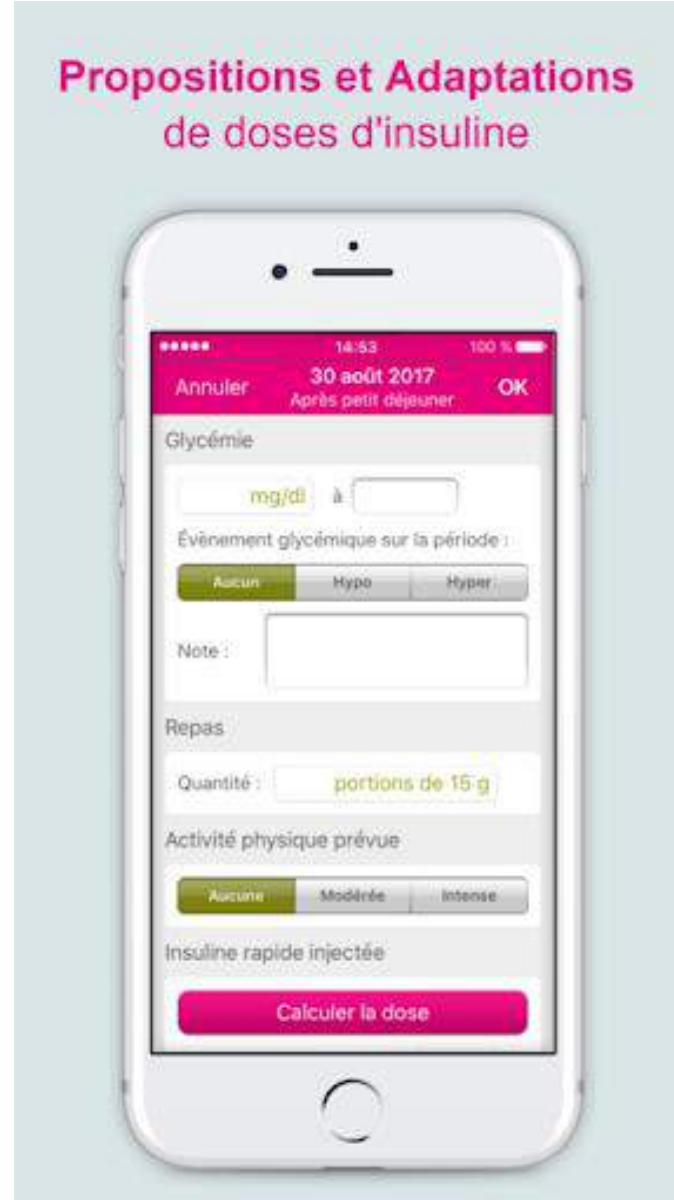 Propositions et Adaptations
de doses d'insuline
14:53 100 %
Annuler 30 août 2017 OK
Après petit déjeuner
Glycémie
mg/dl à
Évènement glycémique sur la période :
Aucun Hypo Hyper
Note :
Repas
Quantité : portions de 15 g
Activité physique prévue
Aucune Modérée Intense
Insuline rapide injectée
Calculer la dose